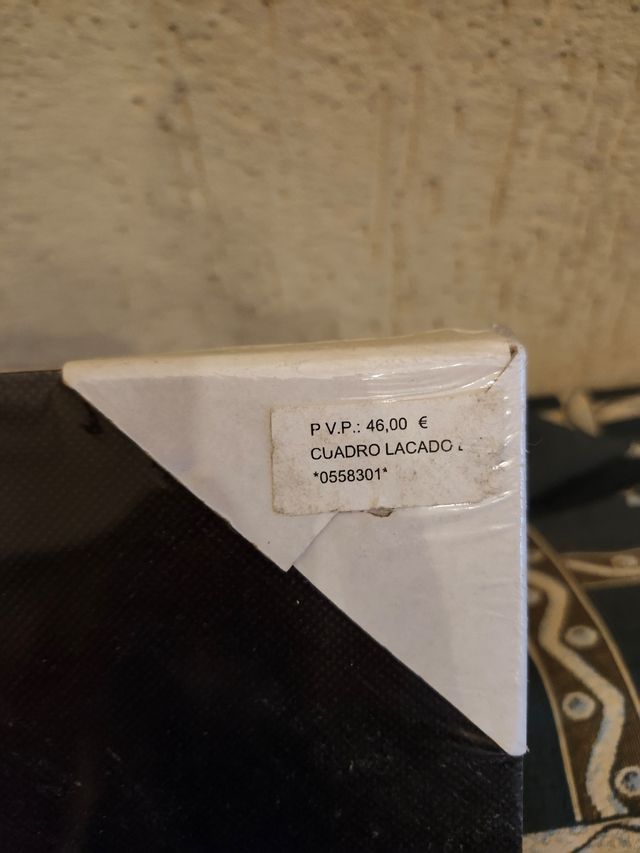 P V.P.: 46,00 €
CUADRO LACADO
*0558301*